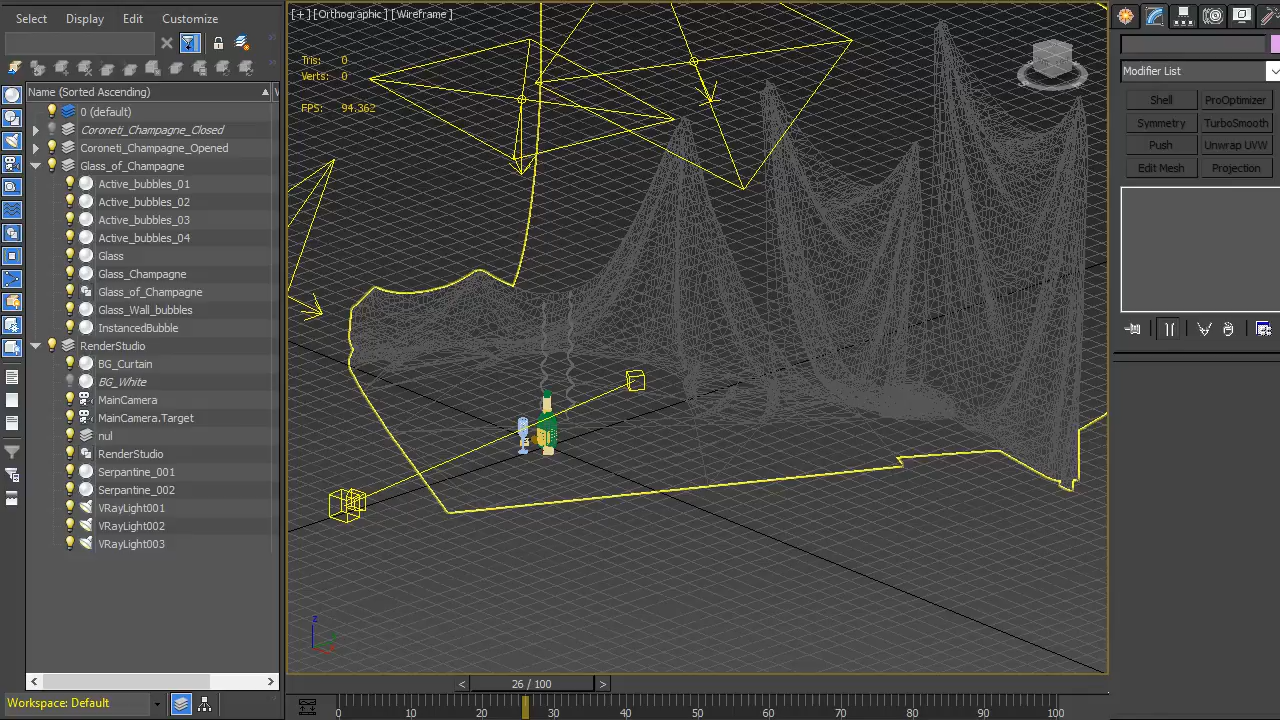 Select Display Edit Customize
Name (Sorted Ascending)
0 (default)
Coroneti_Champagne_Closed
Coroneti_Champagne_Opened
Glass_of_Champagne
Active_bubbles_01
Active_bubbles_02
Active_bubbles_03
Active_bubbles_04
Glass
Glass_Champagne
Glass_of_Champagne
Glass_Wall_bubbles
InstancedBubble
RenderStudio
BG_Curtain
BG_White
MainCamera
MainCamera.Target
nul
RenderStudio
Serpantine_001
Serpantine_002
VRayLight001
VRayLight002
VRayLight003
Workspace: Default
[+] [Orthographic] [Wireframe]
Tris: 0
Verts: 0
FPS: 94.362
z
< 26 / 100 >
0 10 20 30 40 50 60 70 80 90 100
Modifier List
Shell ProOptimizer
Symmetry TurboSmooth
Push Unwrap UVW
Edit Mesh Projection